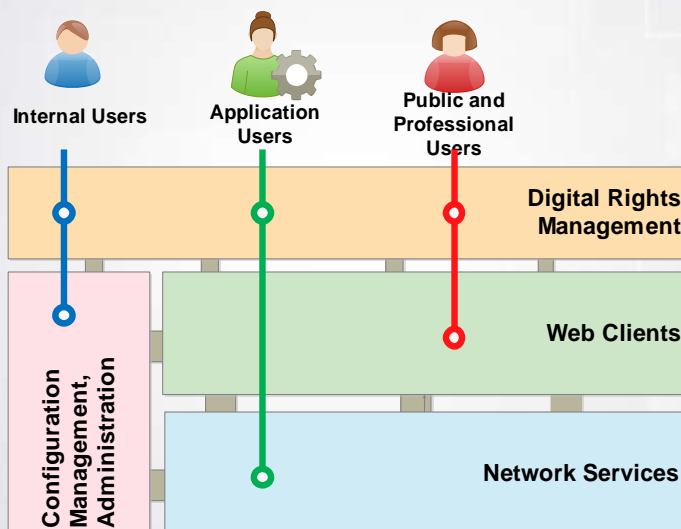 Internal Users
Application
Users
Public and
Professional
Users
Digital Rights
Management
Web Clients
Configuration
Management,
Administration
Network Services